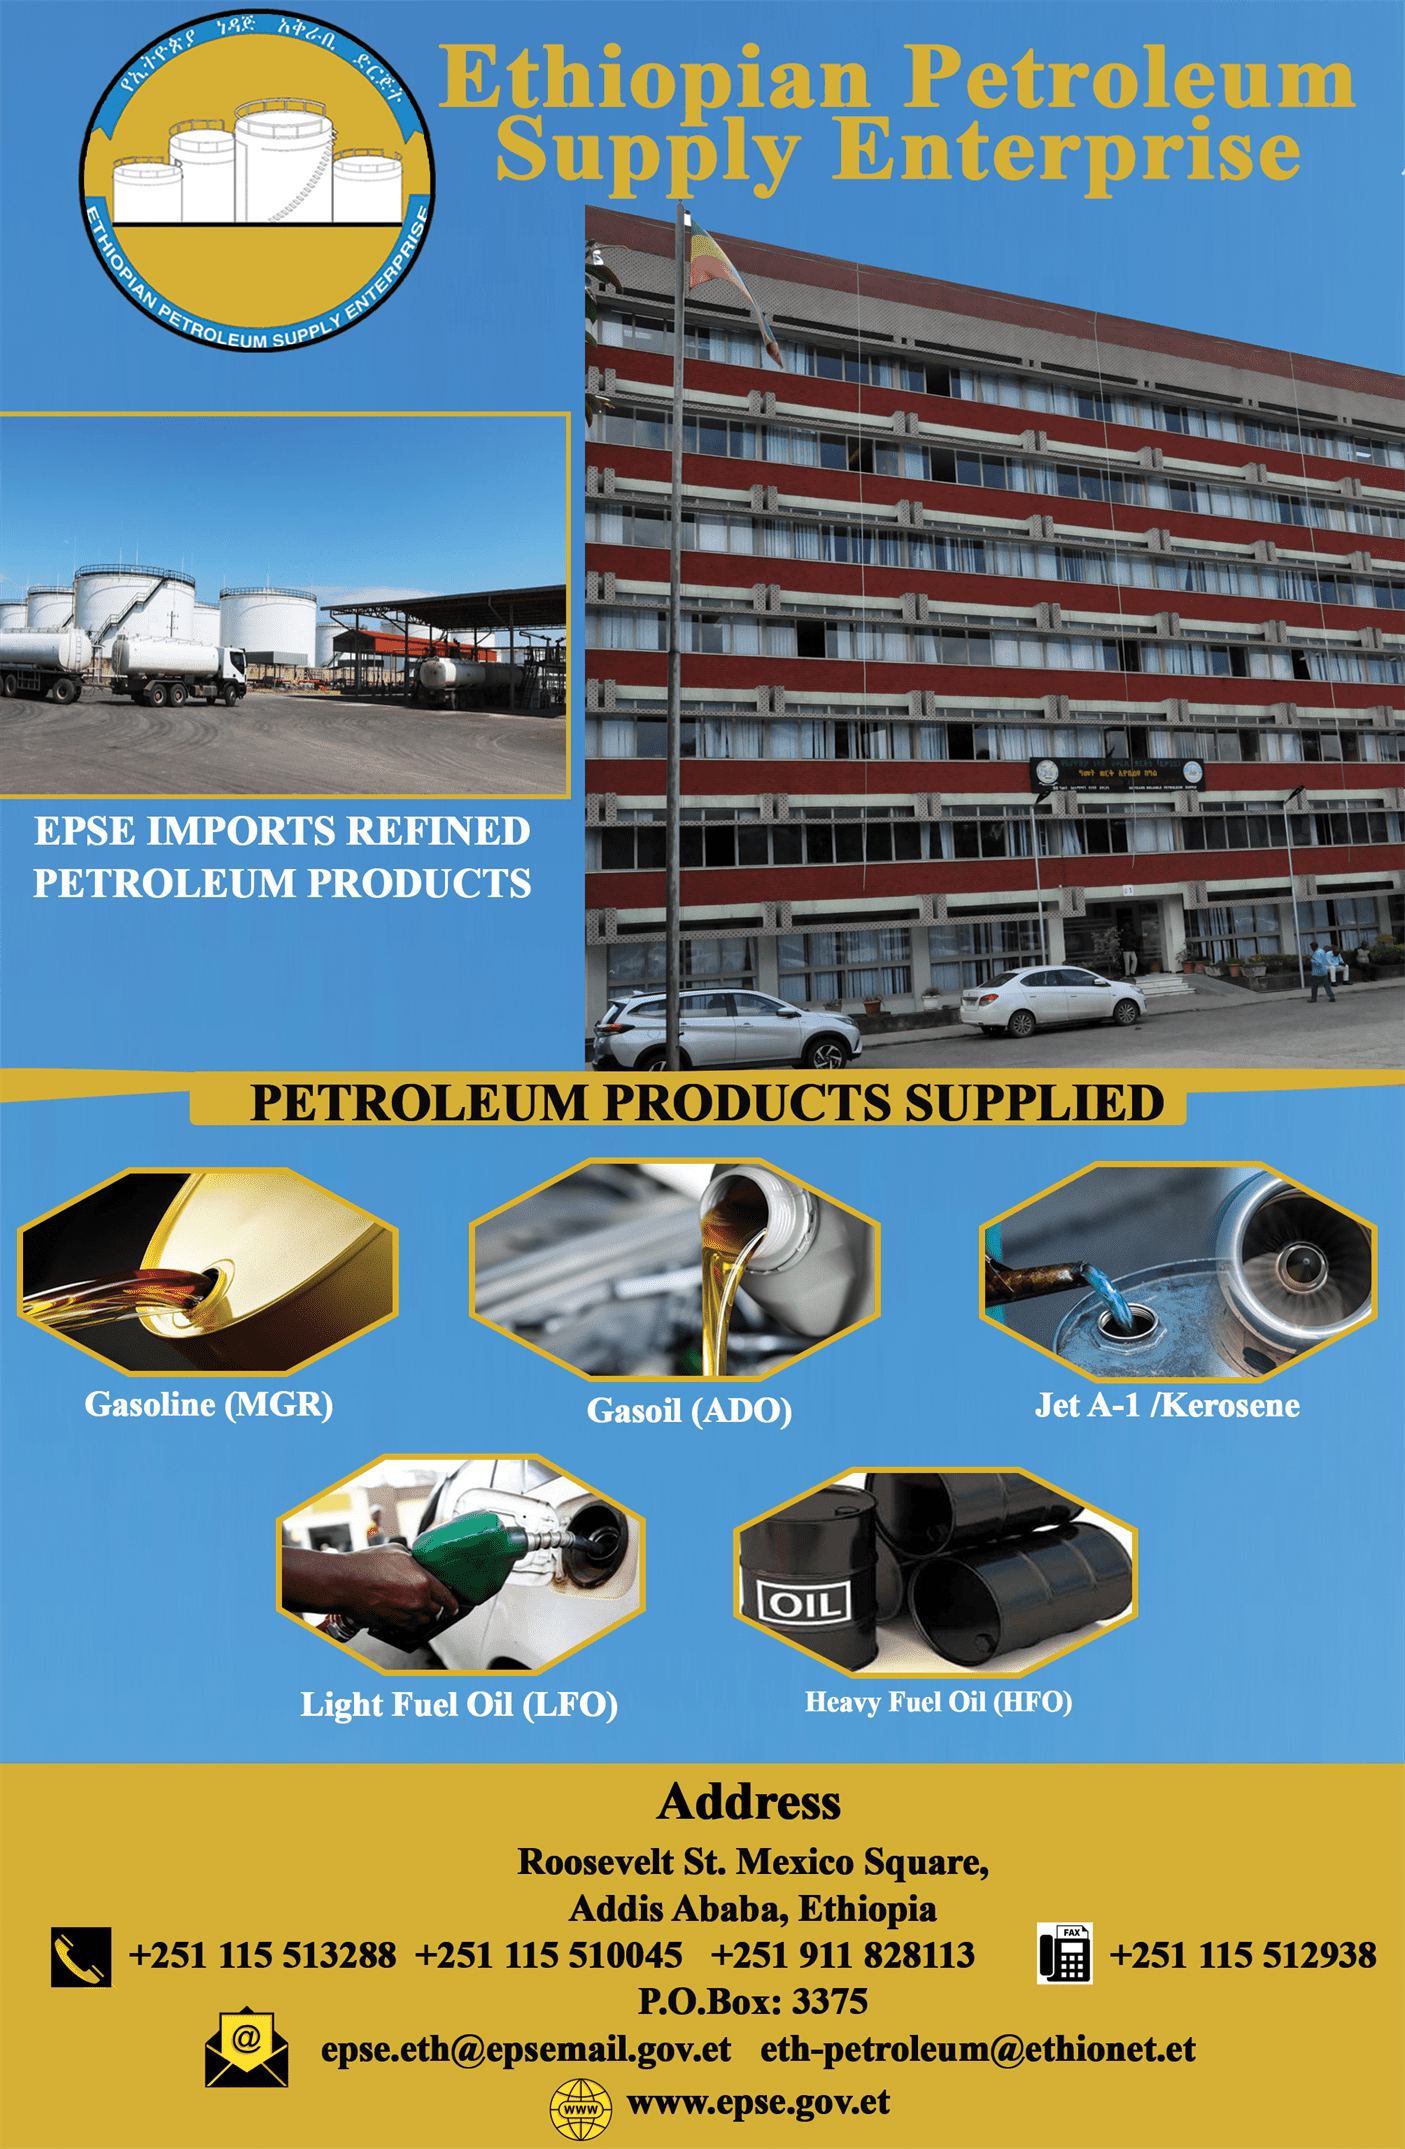 የኢትዮጵያ ነዳጅ አቅራቢ ድርጅት
ETHIOPIAN PETROLEUM SUPPLY ENTERPRISE
Ethiopian Petroleum
Supply Enterprise
EPSE IMPORTS REFINED
PETROLEUM PRODUCTS
PETROLEUM PRODUCTS SUPPLIED
Gasoline (MGR)
Gasoil (ADO)
Jet A-1 /Kerosene
OIL
Light Fuel Oil (LFO)
Heavy Fuel Oil (HFO)
Address
Roosevelt St. Mexico Square,
Addis Ababa, Ethiopia
+251 115 513288 +251 115 510045 +251 911 828113
FAX
+251 115 512938
P.O.Box: 3375
@
epse.eth@epsemail.gov.et eth-petroleum@ethionet.et
WWW
www.epse.gov.et